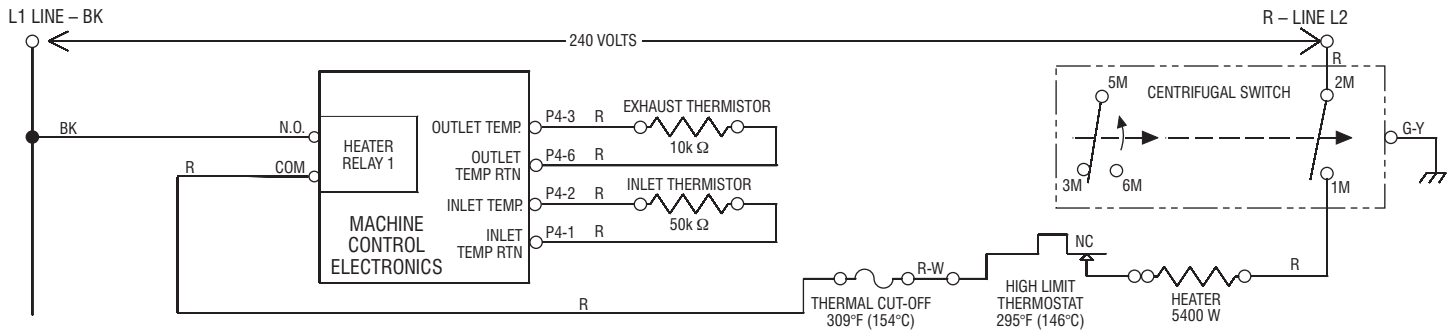 L1 LINE – BK
R – LINE L2
240 VOLTS
R
5M
CENTRIFUGAL SWITCH
2M
G-Y
3M
6M
1M
BK
N.O.
R
COM
HEATER
RELAY 1
MACHINE
CONTROL
ELECTRONICS
OUTLET TEMP.
P4-3
R
EXHAUST THERMISTOR
10k Ω
OUTLET
TEMP RTN
P4-6
R
INLET TEMP.
P4-2
R
INLET THERMISTOR
50k Ω
INLET
TEMP RTN
P4-1
R
R
THERMAL CUT-OFF
309°F (154°C)
R-W
NC
HIGH LIMIT
THERMOSTAT
295°F (146°C)
HEATER
5400 W
R